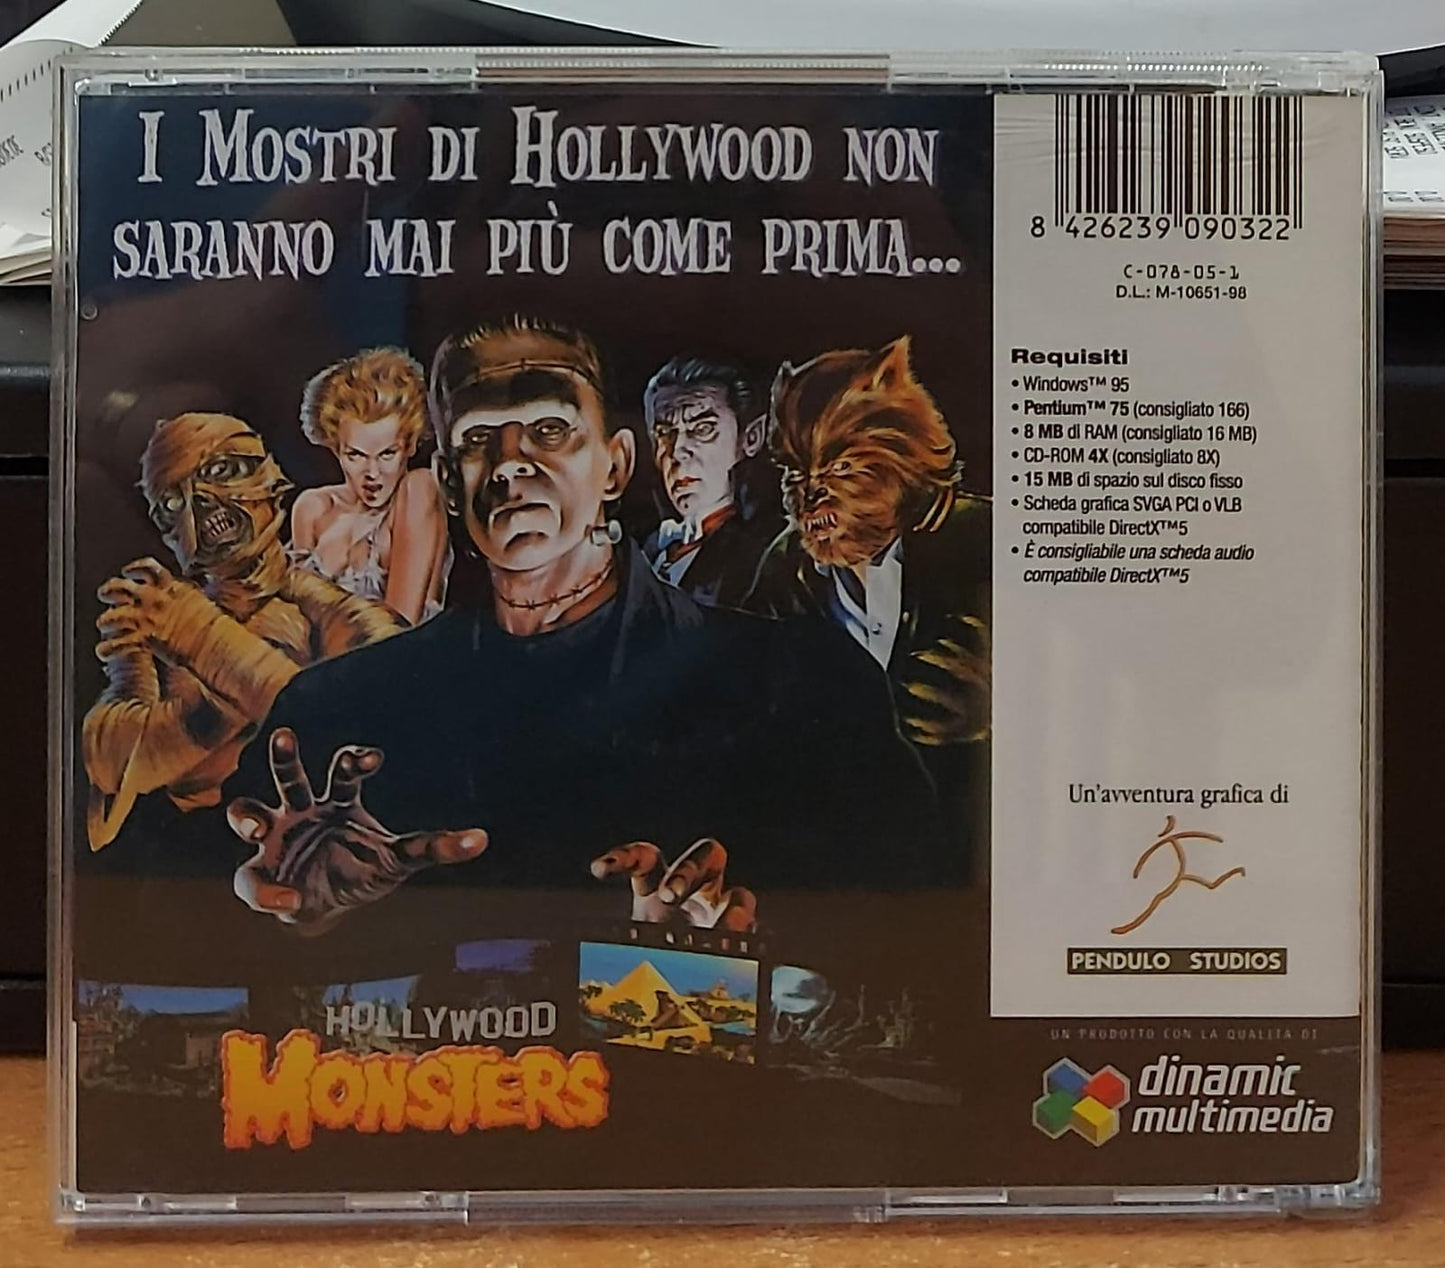 I MOSTRI DI HOLLYWOOD NON
SARANNO MAI PIÙ COME PRIMA...
8 426239 090322
C-078-05-1
D.L.: M-10651-98
Requisiti
• Windows™ 95
• Pentium™ 75 (consigliato 166)
• 8 MB di RAM (consigliato 16 MB)
• CD-ROM 4X (consigliato 8X)
• 15 MB di spazio sul disco fisso
• Scheda grafica SVGA PCI o VLB
compatibile DirectX™5
• È consigliabile una scheda audio
compatibile DirectX™5
Un'avventura grafica di
PENDULO STUDIOS
HOLLYWOOD
MONSTERS
UN PRODOTTO CON LA QUALITA DI
dinamic
multimedia